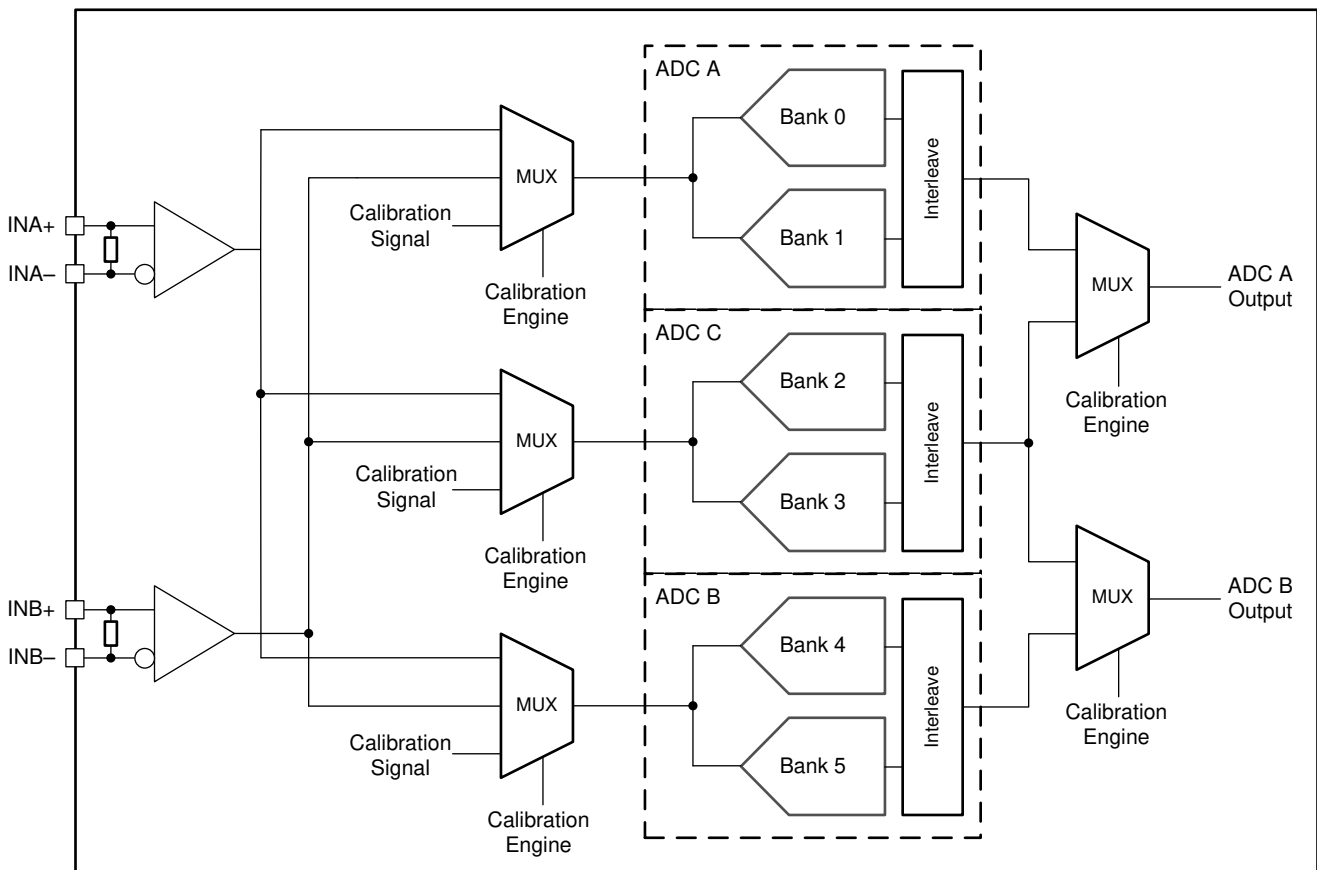 ADC A
Bank 0
MUX
Interleave
Calibration
Signal
Bank 1
INA+
INA–
Calibration
Engine
MUX
ADC A
Output
ADC C
Bank 2
Calibration
Engine
MUX
Interleave
Calibration
Signal
Bank 3
Calibration
Engine
MUX
ADC B
Output
INB+
INB–
ADC B
Bank 4
MUX
Interleave
Calibration
Engine
Calibration
Signal
Bank 5
Calibration
Engine